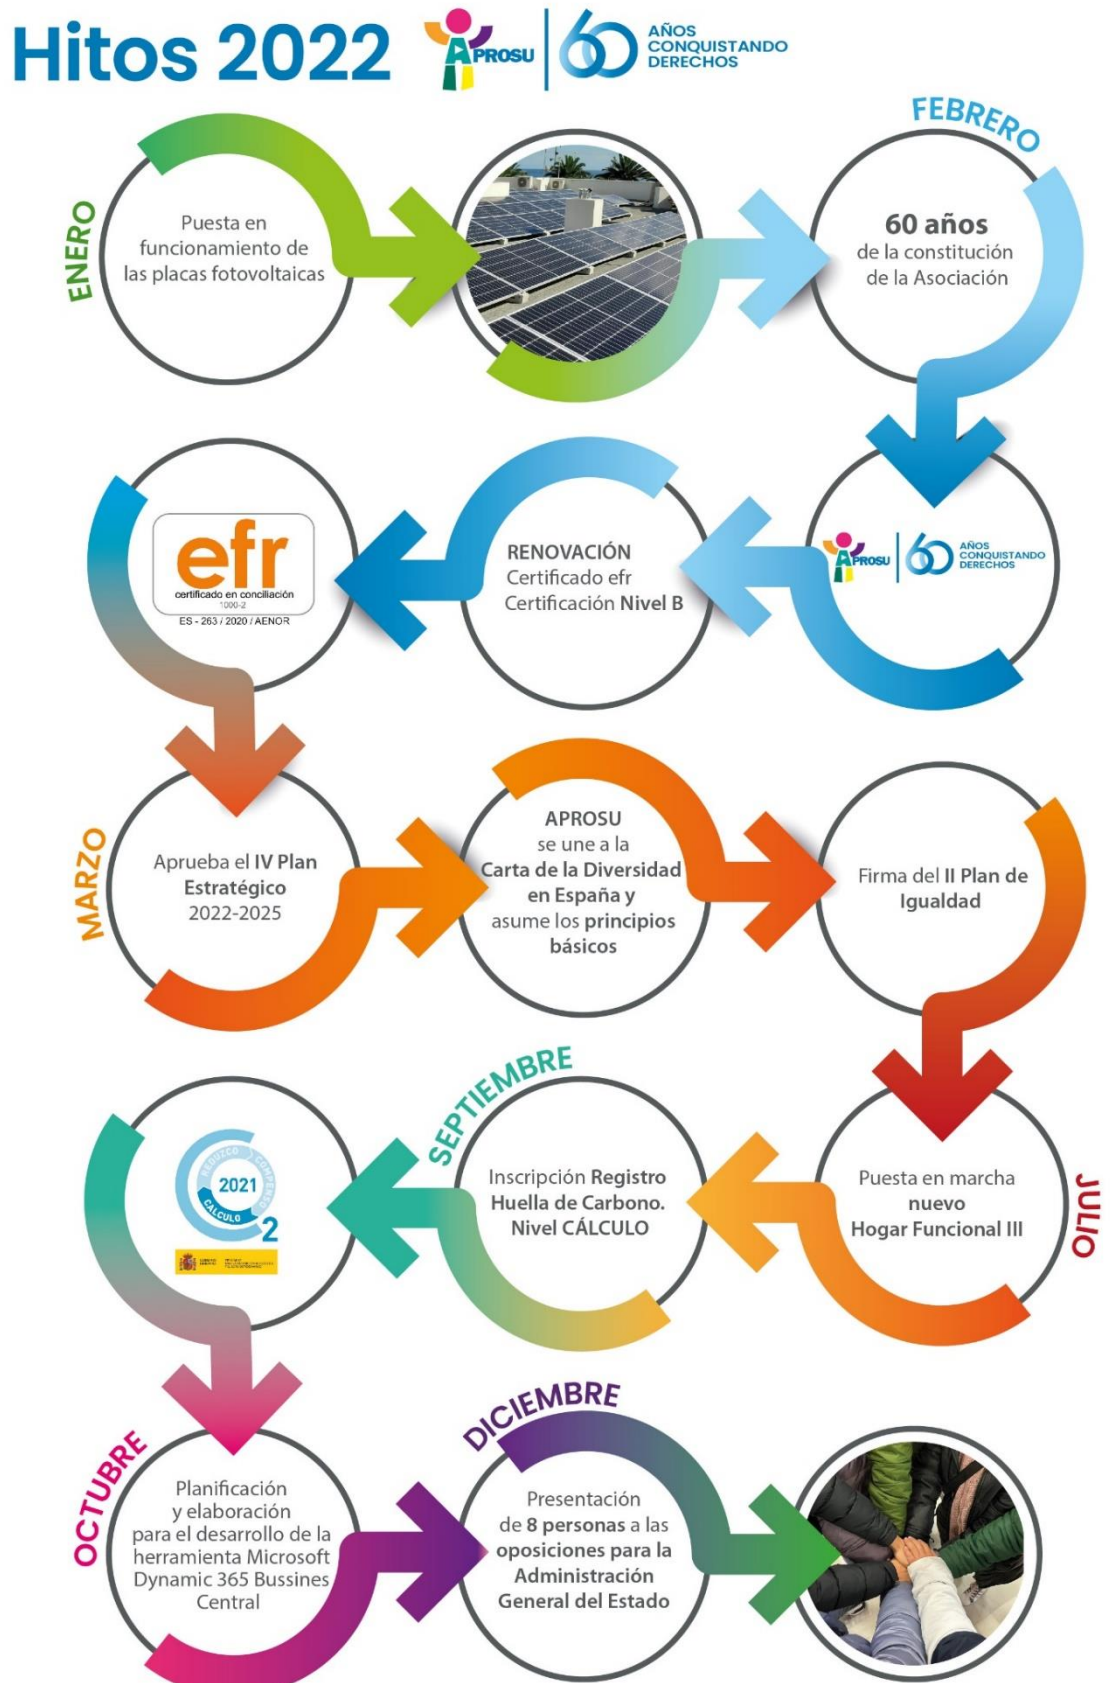 Hitos 2022
APROSU
60
AÑOS
CONQUISTANDO
DERECHOS
ENERO
Puesta en
funcionamiento de
las placas fotovoltaicas
FEBRERO
60 años
de la constitución
de la Asociación
APROSU
60
AÑOS
CONQUISTANDO
DERECHOS
RENOVACIÓN
Certificado efr
Certificación Nivel B
efr
certificado en conciliación
1000-2
ES - 263 / 2020 / AENOR
MARZO
Aprueba el IV Plan
Estratégico
2022-2025
APROSU
se une a la
Carta de la Diversidad
en España y
asume los principios
básicos
Firma del II Plan de
Igualdad
JULIO
Puesta en marcha
nuevo
Hogar Funcional III
SEPTIEMBRE
Inscripción Registro
Huella de Carbono.
Nivel CÁLCULO
REDUZCO
COMPENSO
2021
CALCULO
2
OCTUBRE
Planificación
y elaboración
para el desarrollo de la
herramienta Microsoft
Dynamic 365 Bussines
Central
DICIEMBRE
Presentación
de 8 personas a las
oposiciones para la
Administración
General del Estado